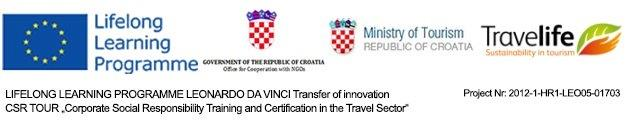 Lifelong
Learning
Programme
GOVERNMENT OF THE REPUBLIC OF CROATIA
Office for Cooperation with NGOs
Ministry of Tourism
REPUBLIC OF CROATIA
Travelife
Sustainability in tourism
LIFELONG LEARNING PROGRAMME LEONARDO DA VINCI Transfer of innovation
CSR TOUR „Corporate Social Responsibility Training and Certification in the Travel Sector"
Project Nr: 2012-1-HR1-LEO05-01703